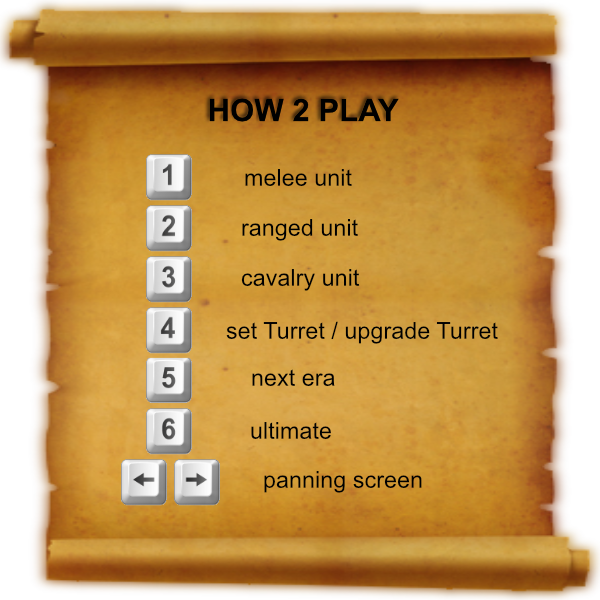 HOW 2 PLAY
1 melee unit
2 ranged unit
3 cavalry unit
4 set Turret / upgrade Turret
5 next era
6 ultimate
← → panning screen